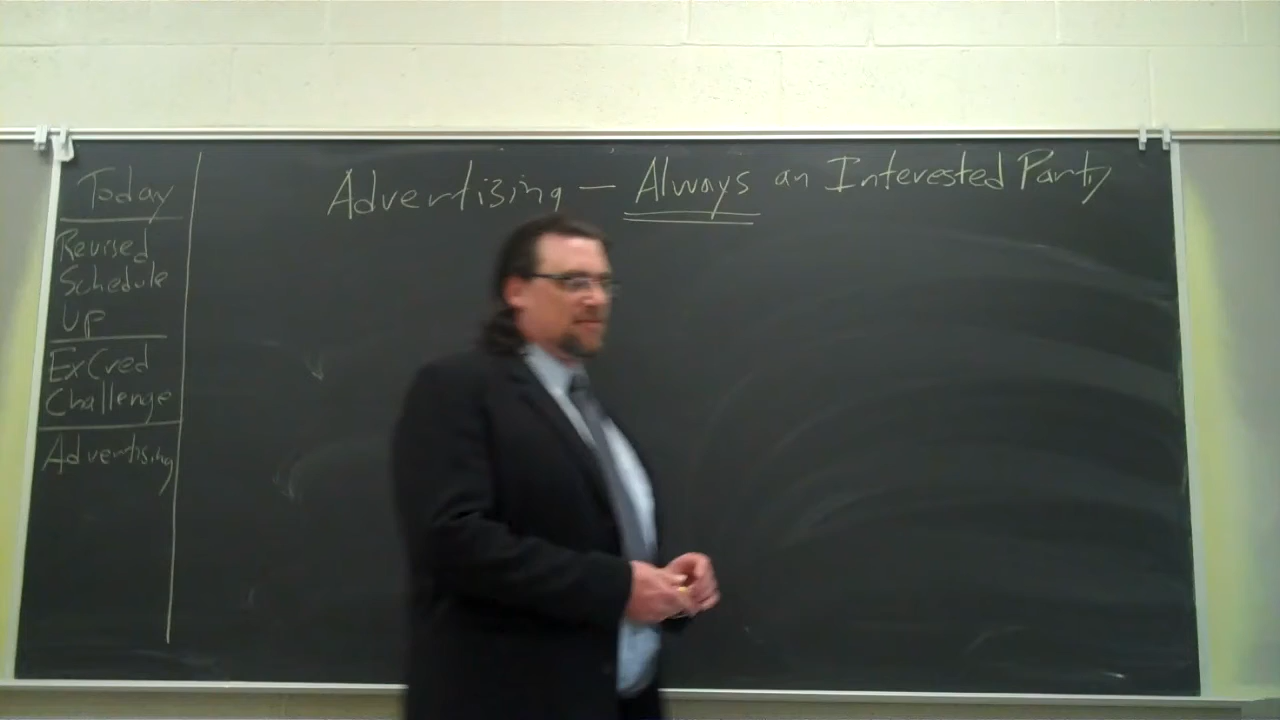 Today
Revised
Schedule
Up
ExCred
Challenge
Advertising
Advertising — Always an Interested Party